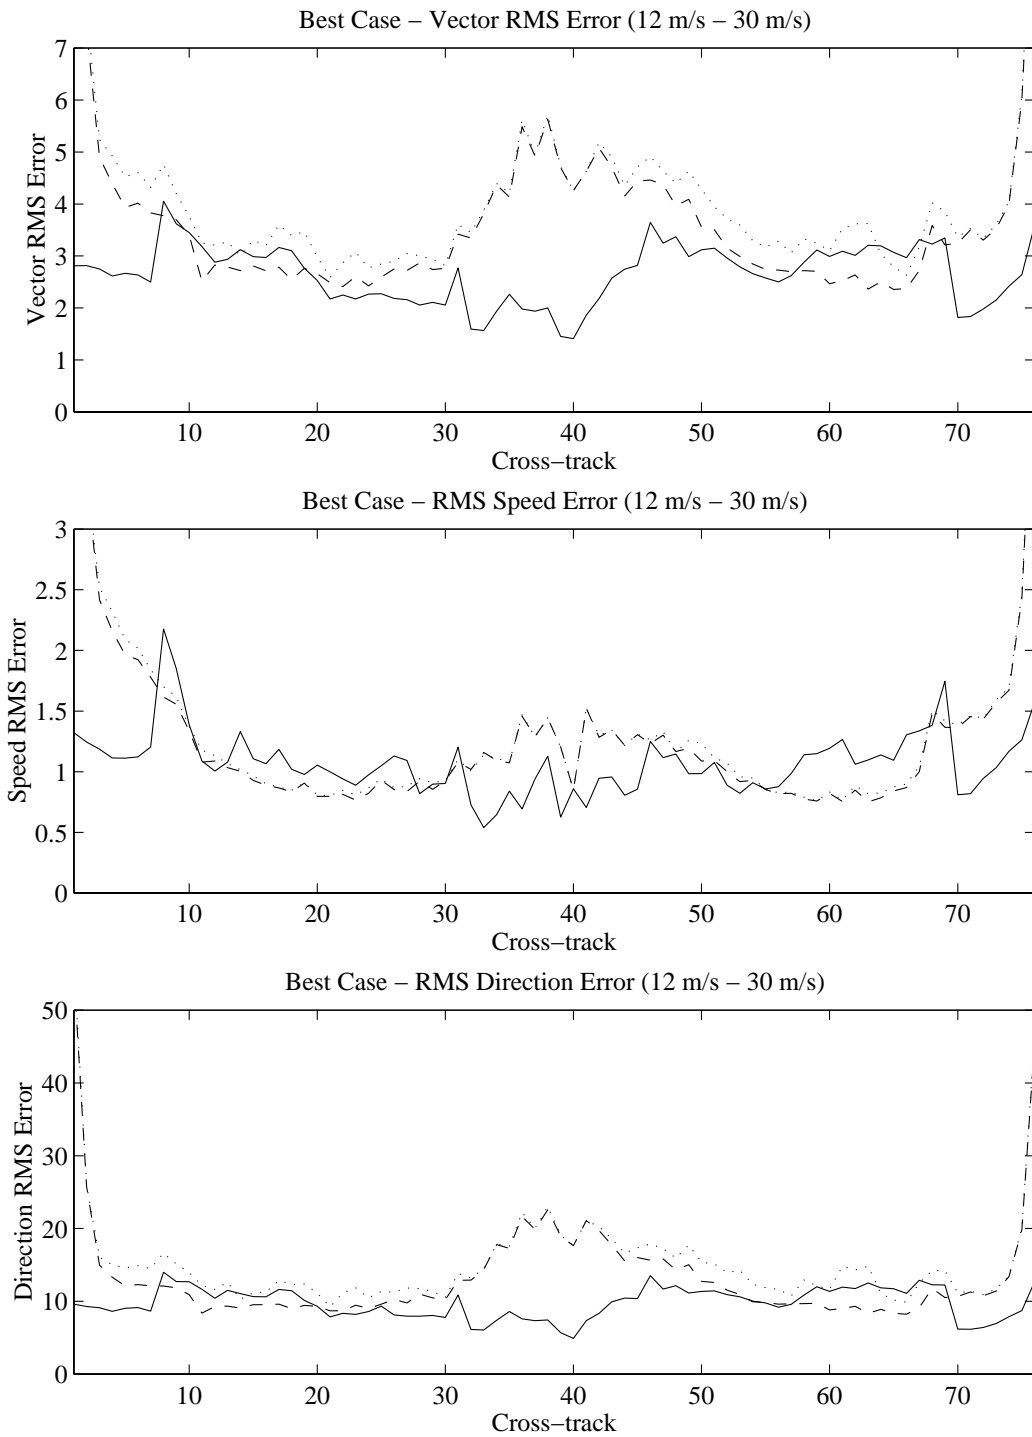 Best Case – Vector RMS Error (12 m/s – 30 m/s)
7
6
5
4
3
2
1
0
Vector RMS Error
10 20 30 40 50 60 70
Cross–track
Best Case – RMS Speed Error (12 m/s – 30 m/s)
3
2.5
2
1.5
1
0.5
0
Speed RMS Error
10 20 30 40 50 60 70
Cross–track
Best Case – RMS Direction Error (12 m/s – 30 m/s)
50
40
30
20
10
0
Direction RMS Error
10 20 30 40 50 60 70
Cross–track